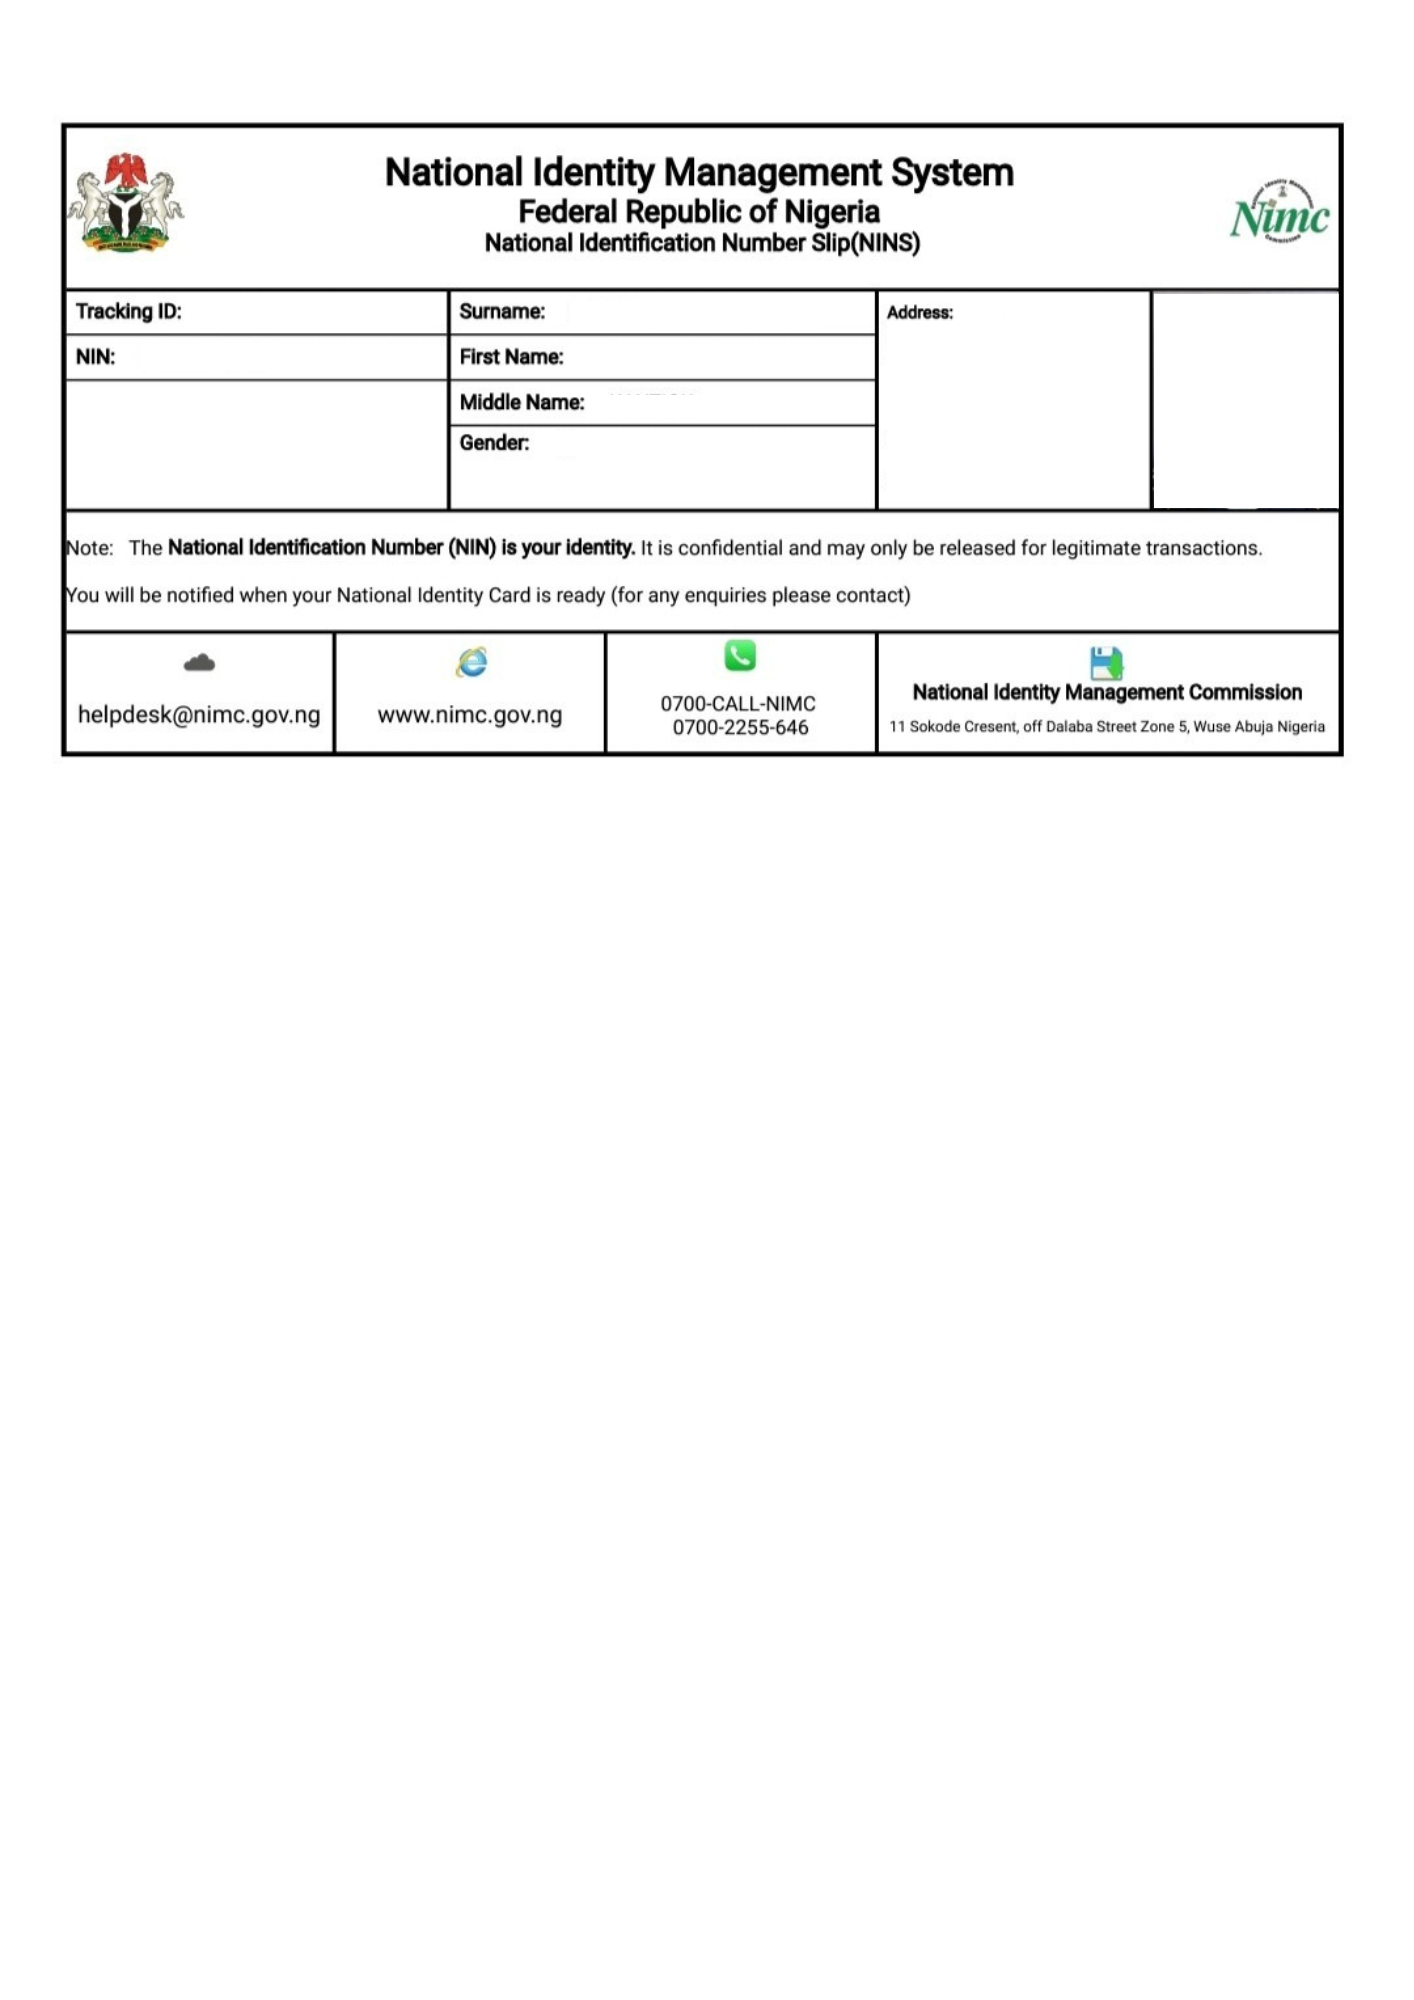 National Identity Management System
Federal Republic of Nigeria
National Identification Number Slip(NINS)
Nimc
Tracking ID:
Surname:
Address:
NIN:
First Name:
Middle Name:
Gender:
Note: The National Identification Number (NIN) is your identity. It is confidential and may only be released for legitimate transactions.
You will be notified when your National Identity Card is ready (for any enquiries please contact)
helpdesk@nimc.gov.ng
www.nimc.gov.ng
0700-CALL-NIMC
0700-2255-646
National Identity Management Commission
11 Sokode Cresent, off Dalaba Street Zone 5, Wuse Abuja Nigeria